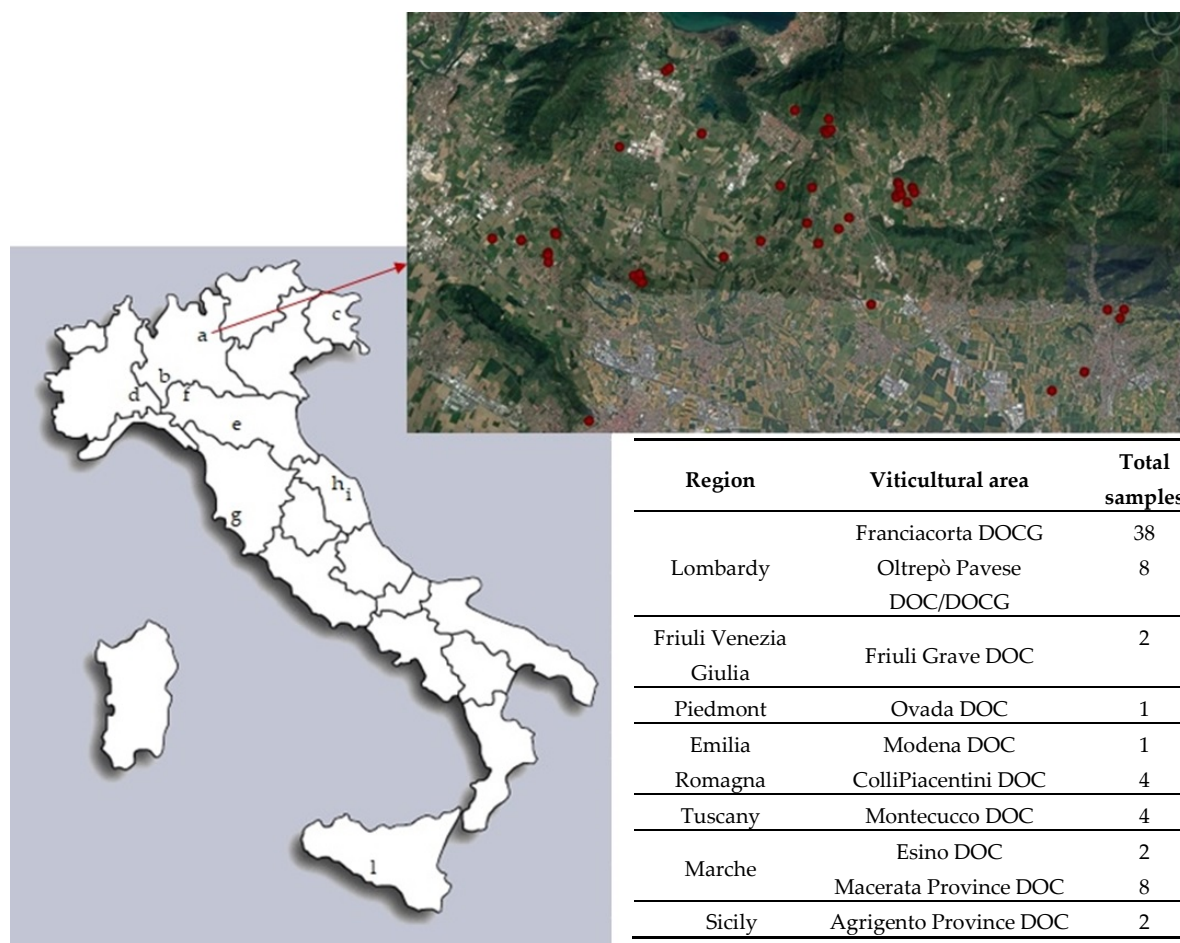 a
c
b
d
f
e
h
i
g
l
Region Viticultural area Total samples
Lombardy
Franciacorta DOCG 38
Oltrepò Pavese 8
DOC/DOCG
Friuli Venezia
Giulia
Friuli Grave DOC 2
Piedmont Ovada DOC 1
Emilia Modena DOC 1
Romagna ColliPiacentini DOC 4
Tuscany Montecucco DOC 4
Marche
Esino DOC 2
Macerata Province DOC 8
Sicily Agrigento Province DOC 2